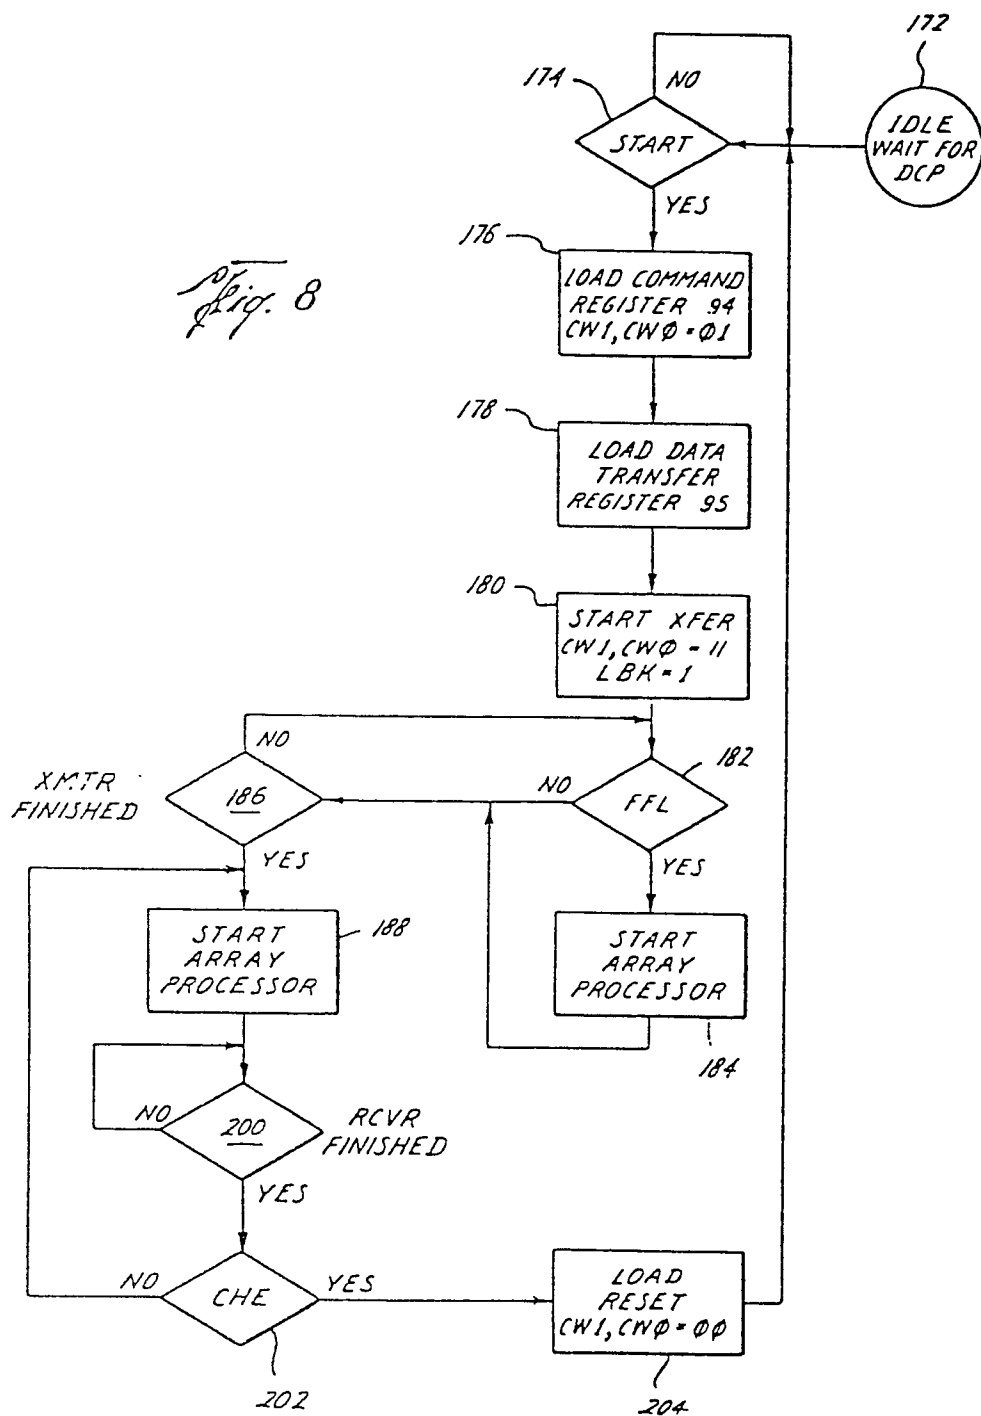 172
174
NO
START
IDLE
WAIT FOR
DCP
YES
176
LOAD COMMAND
REGISTER 94
CW1, CWØ = Ø1
Fig. 8
178
LOAD DATA
TRANSFER
REGISTER 95
180
START XFER
CW1, CWØ = 11
LBK = 1
NO
182
XMTR
FINISHED
186
NO
FFL
YES
YES
START
ARRAY
PROCESSOR
188
START
ARRAY
PROCESSOR
184
NO
200
RCVR
FINISHED
YES
NO
CHE
YES
LOAD
RESET
CW1, CWØ = ØØ
202
204